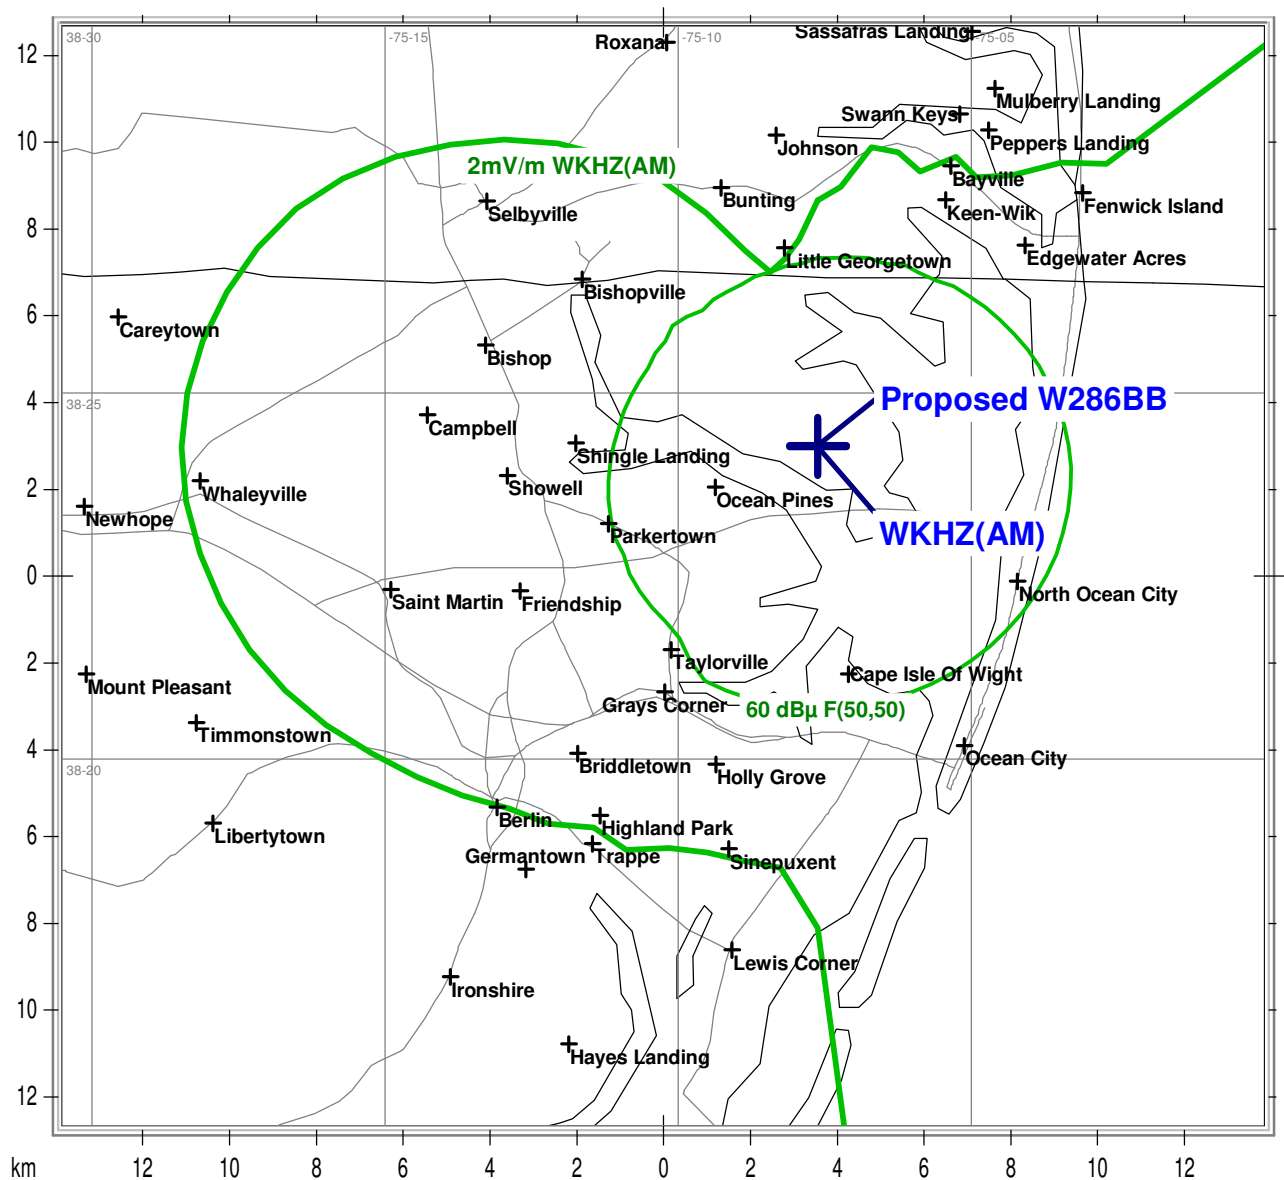 38-30
-75-15
-75-10
-75-05
Sassafras Landing
Roxana
12
Mulberry Landing
Swann Keys
10
Johnson
Peppers Landing
2mV/m WKHZ(AM)
Bayville
Bunting
Fenwick Island
Selbyville
Keen-Wik
8
Little Georgetown
Edgewater Acres
Bishopville
6
Careytown
Bishop
4
38-25
Proposed W286BB
Campbell
Shingle Landing
2
Whaleyville
Showell
Ocean Pines
Newhope
Parkertown
WKHZ(AM)
0
Saint Martin
Friendship
North Ocean City
2
Taylorville
Mount Pleasant
Cape Isle Of Wight
Grays Corner
60 dBµ F(50,50)
Timmonstown
4
38-20
Briddletown
Holly Grove
Ocean City
6
Libertytown
Berlin
Highland Park
Germantown
Trappe
Sinepuxent
8
Lewis Corner
Ironshire
10
Hayes Landing
12
km
12 10 8 6 4 2 0 2 4 6 8 10 12